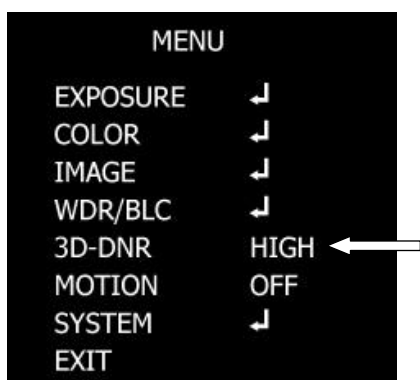 MENU
EXPOSURE ↲
COLOR ↲
IMAGE ↲
WDR/BLC ↲
3D-DNR HIGH
MOTION OFF
SYSTEM ↲
EXIT